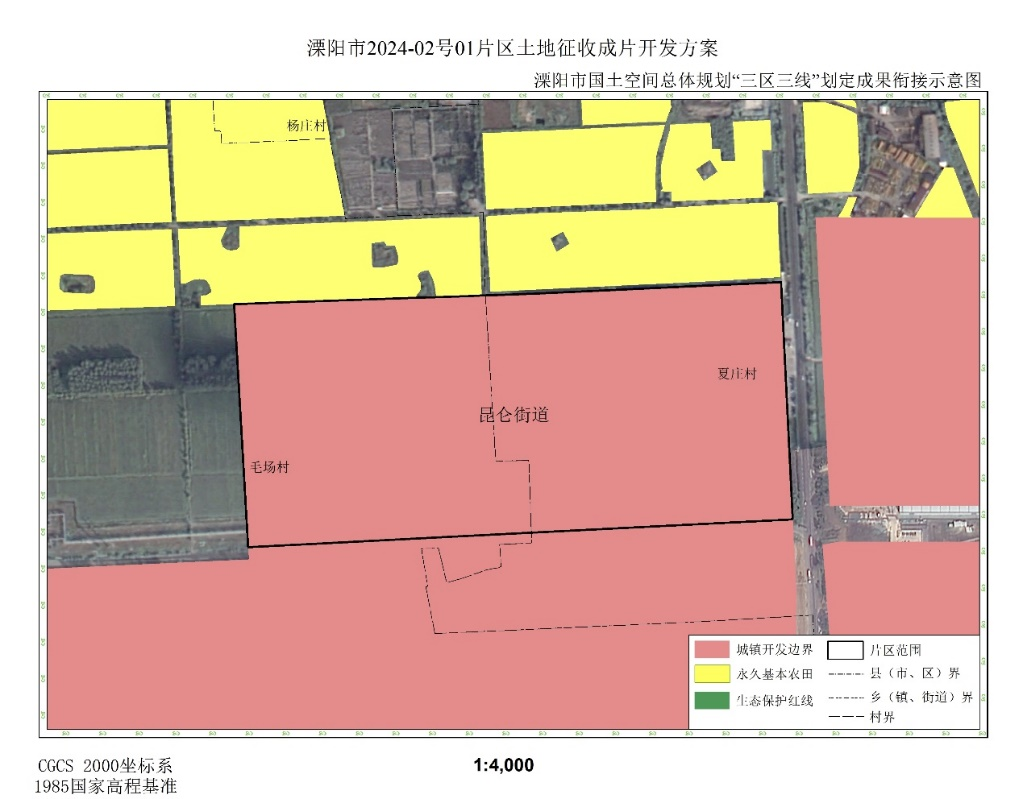 溧阳市2024-02号01片区土地征收成片开发方案
溧阳市国土空间总体规划“三区三线”划定成果衔接示意图
杨庄村
夏庄村
昆仑街道
毛场村
城镇开发边界
片区范围
永久基本农田
县（市、区）界
生态保护红线
乡（镇、街道）界
村界
CGCS 2000坐标系
1:4,000
1985国家高程基准